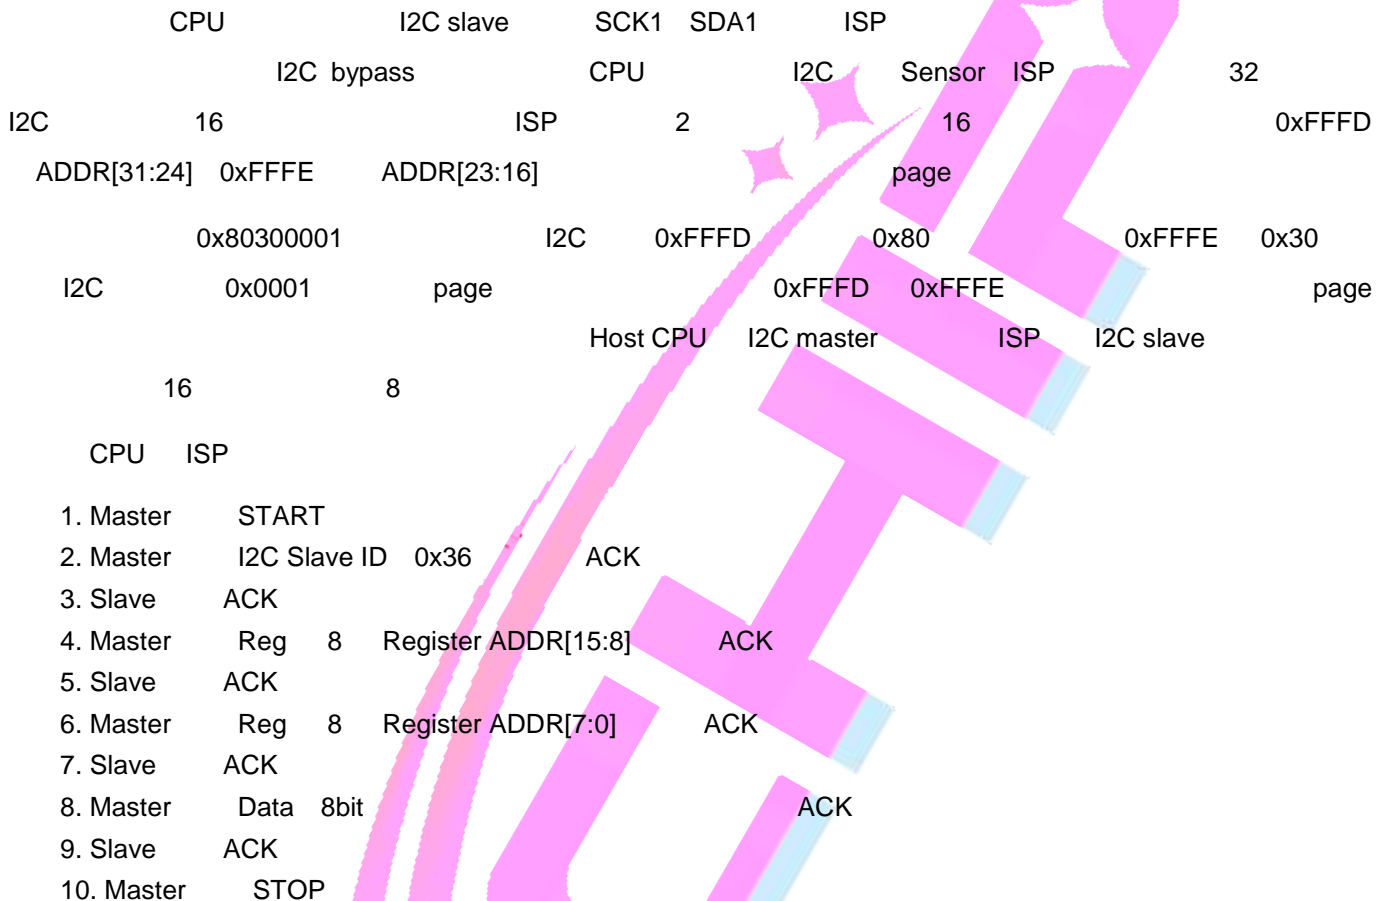 CPU I2C slave SCK1 SDA1 ISP
I2C bypass CPU I2C Sensor ISP 32
I2C 16 ISP 2 16 0xFFFD
ADDR[31:24] 0xFFFE ADDR[23:16] page
0x80300001 I2C 0xFFFD 0x80 0xFFFE 0x30
I2C 0x0001 page 0xFFFD 0xFFFE page
Host CPU I2C master ISP I2C slave
16 8
CPU ISP
1. Master START
2. Master I2C Slave ID 0x36 ACK
3. Slave ACK
4. Master Reg 8 Register ADDR[15:8] ACK
5. Slave ACK
6. Master Reg 8 Register ADDR[7:0] ACK
7. Slave ACK
8. Master Data 8bit ACK
9. Slave ACK
10. Master STOP